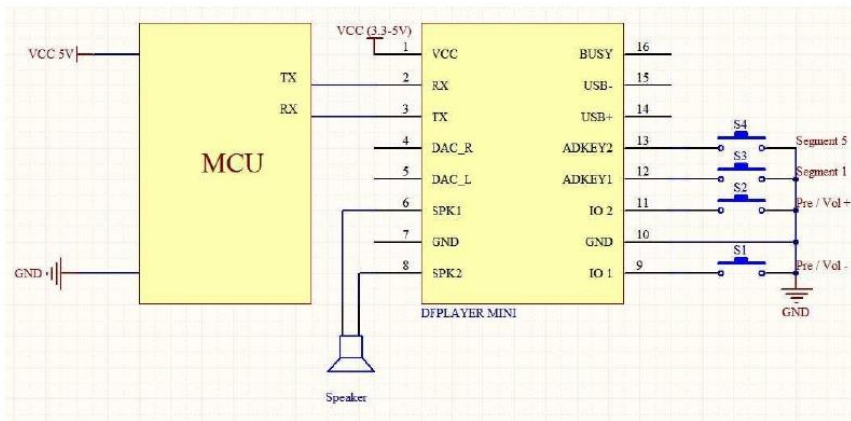 VCC (3.3-5V)
VCC 5V
TX
RX
MCU
GND
1 VCC
2 RX
3 TX
4 DAC_R
5 DAC_L
6 SPK1
7 GND
8 SPK2
BUSY 16
USB- 15
USB+ 14
ADKEY2 13 S4 Segment 5
ADKEY1 12 S3 Segment 1
IO 2 11 S2 Pre / Vol +
GND 10
IO 1 9 S1 Pre / Vol -
GND
DFPLAYER MINI
Speaker